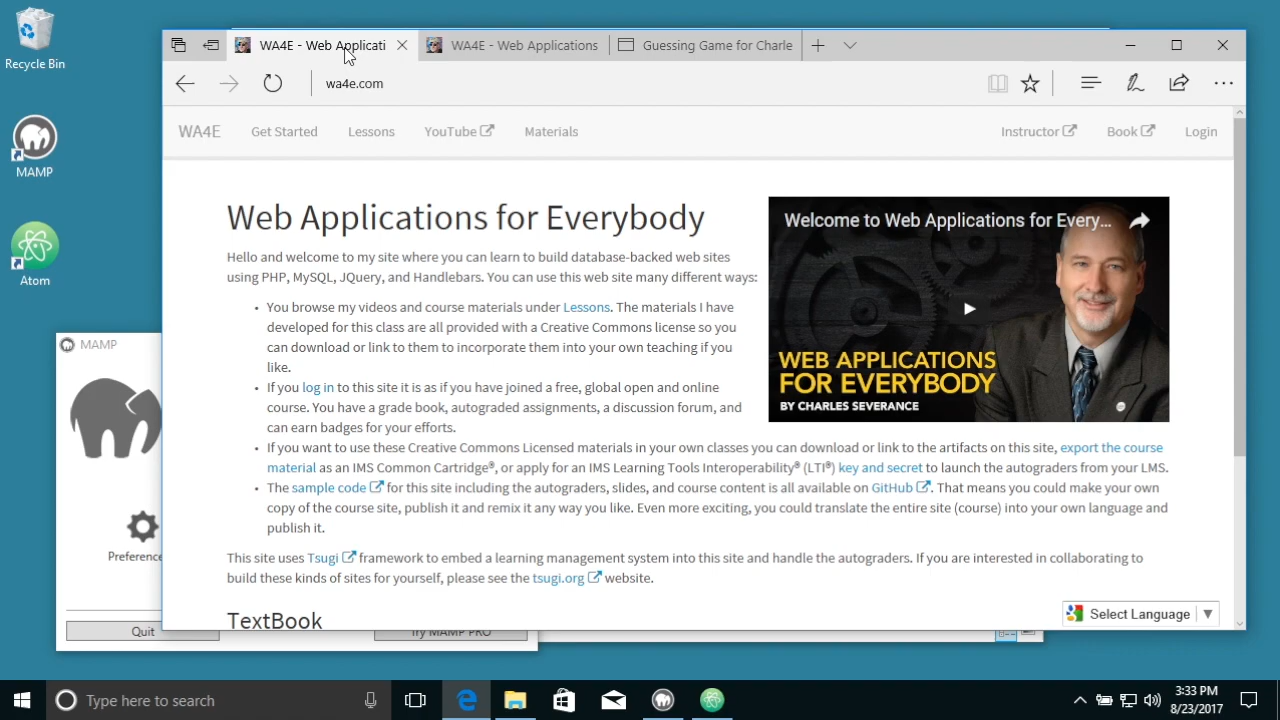 Recycle Bin
MAMP
Atom
WA4E - Web Applicati
WA4E - Web Applications
Guessing Game for Charle
wa4e.com
WA4E
Get Started
Lessons
YouTube
Materials
Instructor
Book
Login
Web Applications for Everybody
Hello and welcome to my site where you can learn to build database-backed web sites
using PHP, MySQL, JQuery, and Handlebars. You can use this web site many different ways:
• You browse my videos and course materials under Lessons. The materials I have
developed for this class are all provided with a Creative Commons license so you
can download or link to them to incorporate them into your own teaching if you
like.
• If you log in to this site it is as if you have joined a free, global open and online
course. You have a grade book, autograded assignments, a discussion forum, and
can earn badges for your efforts.
• If you want to use these Creative Commons Licensed materials in your own classes you can download or link to the artifacts on this site, export the course
material as an IMS Common Cartridge®, or apply for an IMS Learning Tools Interoperability® (LTI®) key and secret to launch the autograders from your LMS.
• The sample code for this site including the autograders, slides, and course content is all available on GitHub. That means you could make your own
copy of the course site, publish it and remix it any way you like. Even more exciting, you could translate the entire site (course) into your own language and
publish it.
This site uses Tsugi framework to embed a learning management system into this site and handle the autograders. If you are interested in collaborating to
build these kinds of sites for yourself, please see the tsugi.org website.
TextBook
Welcome to Web Applications for Every...
WEB APPLICATIONS
FOR EVERYBODY
BY CHARLES SEVERANCE
Select Language
MAMP
Preference
Quit
Try MAMP PRO
Type here to search
3:33 PM
8/23/2017